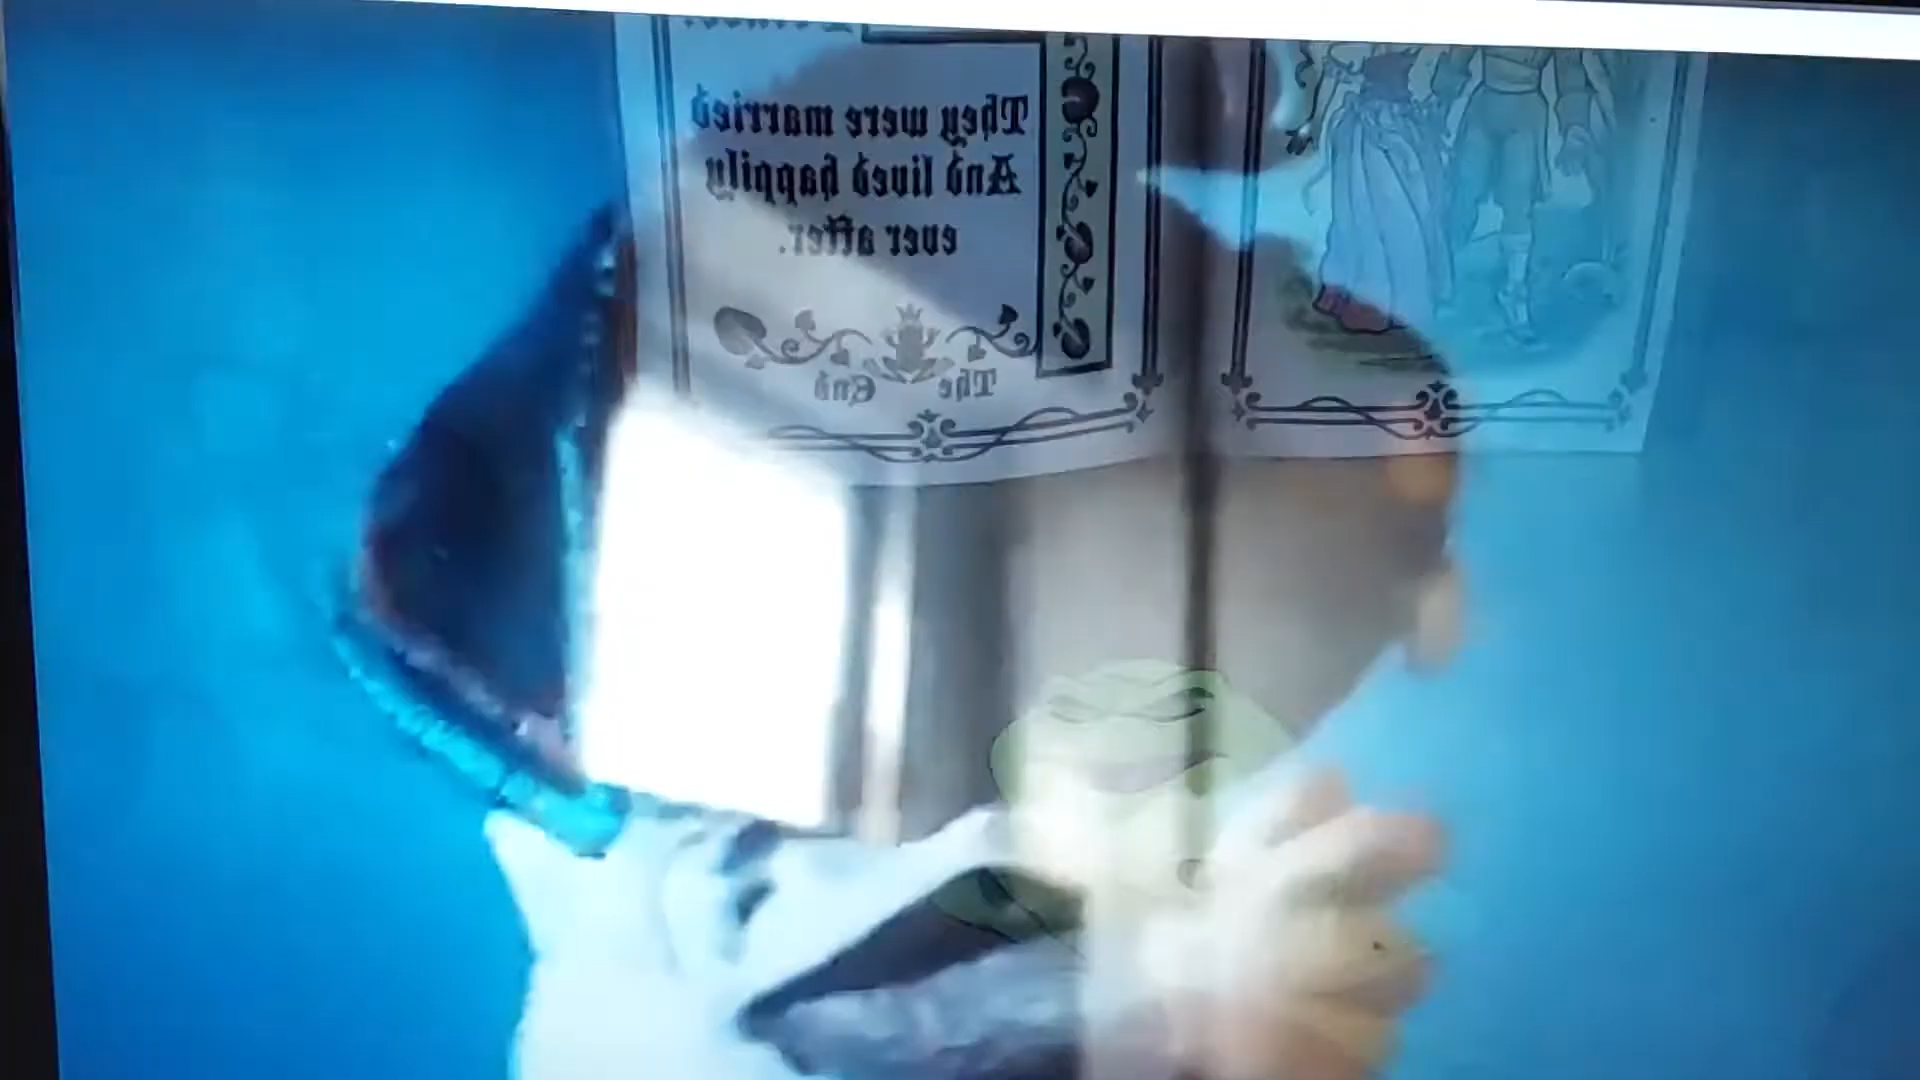 They were married
And lived happily
ever after.
The End